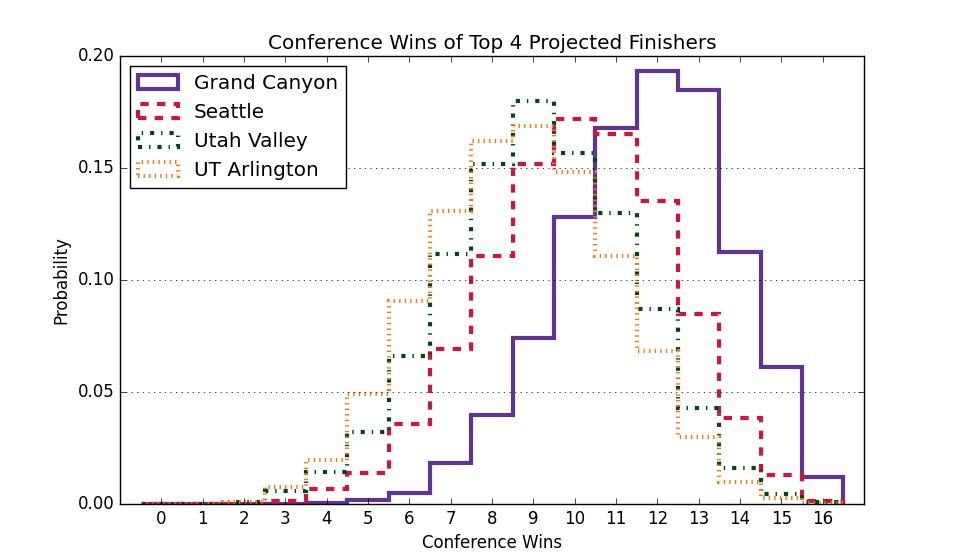 Conference Wins of Top 4 Projected Finishers
Grand Canyon
Seattle
Utah Valley
UT Arlington
Probability
0.20
0.15
0.10
0.05
0.00
0 1 2 3 4 5 6 7 8 9 10 11 12 13 14 15 16
Conference Wins